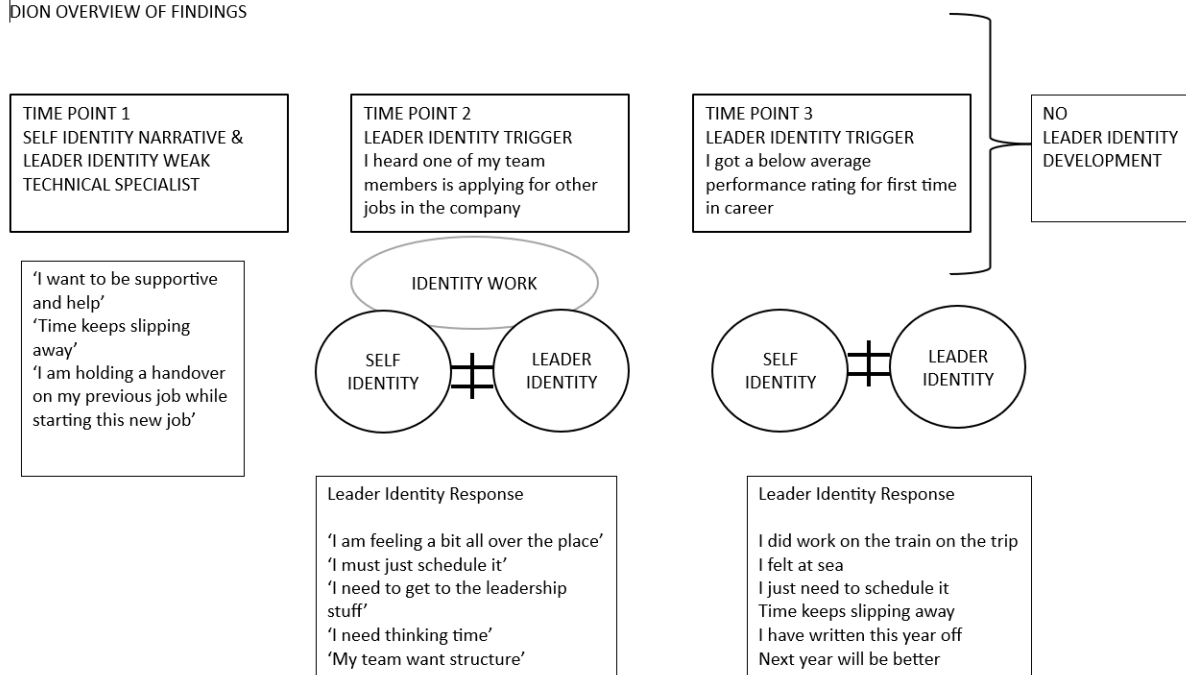 DION OVERVIEW OF FINDINGS
TIME POINT 1
SELF IDENTITY NARRATIVE &
LEADER IDENTITY WEAK
TECHNICAL SPECIALIST
TIME POINT 2
LEADER IDENTITY TRIGGER
I heard one of my team
members is applying for other
jobs in the company
TIME POINT 3
LEADER IDENTITY TRIGGER
I got a below average
performance rating for first time
in career
NO
LEADER IDENTITY
DEVELOPMENT
‘I want to be supportive
and help’
‘Time keeps slipping
away’
‘I am holding a handover
on my previous job while
starting this new job’
IDENTITY WORK
SELF
IDENTITY
LEADER
IDENTITY
SELF
IDENTITY
LEADER
IDENTITY
Leader Identity Response
‘I am feeling a bit all over the place’
‘I must just schedule it’
‘I need to get to the leadership
stuff’
‘I need thinking time’
‘My team want structure’
Leader Identity Response
I did work on the train on the trip
I felt at sea
I just need to schedule it
Time keeps slipping away
I have written this year off
Next year will be better